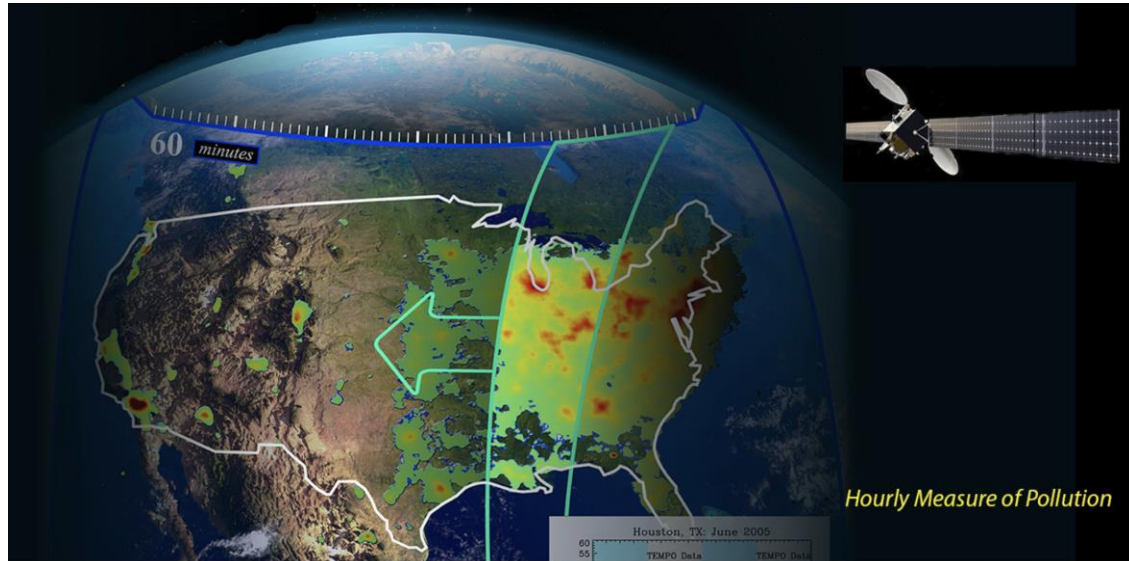 60 minutes
Hourly Measure of Pollution
Houston, TX: June 2005
60
TEMPO Data TEMPO Data
55